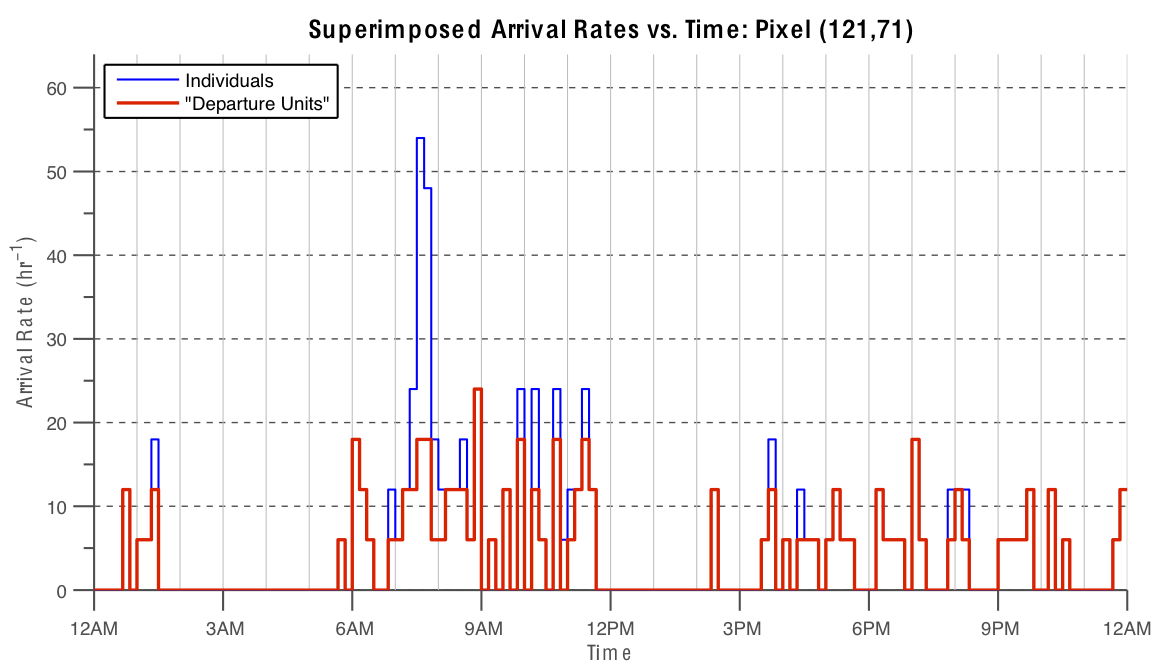 Superimposed Arrival Rates vs. Time: Pixel (121,71)
Individuals
"Departure Units"
60
50
40
30
20
10
0
Arrival Rate (hr⁻¹)
12AM 3AM 6AM 9AM 12PM 3PM 6PM 9PM 12AM
Time